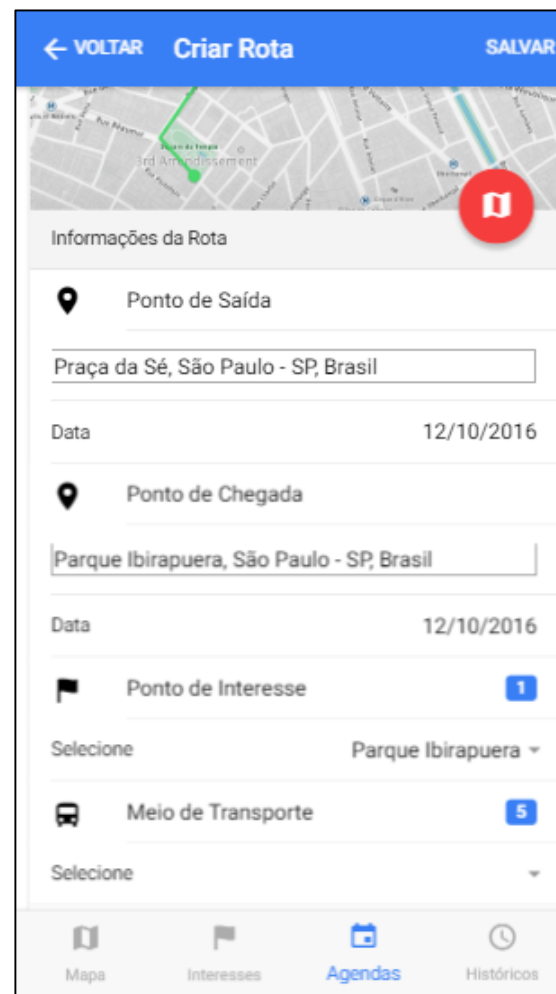 ← VOLTAR Criar Rota SALVAR
3rd Arrondissement
Informações da Rota
Ponto de Saída
Praça da Sé, São Paulo - SP, Brasil
Data 12/10/2016
Ponto de Chegada
Parque Ibirapuera, São Paulo - SP, Brasil
Data 12/10/2016
Ponto de Interesse 1
Selecione Parque Ibirapuera
Meio de Transporte 5
Selecione
Mapa Interesses Agendas Históricos